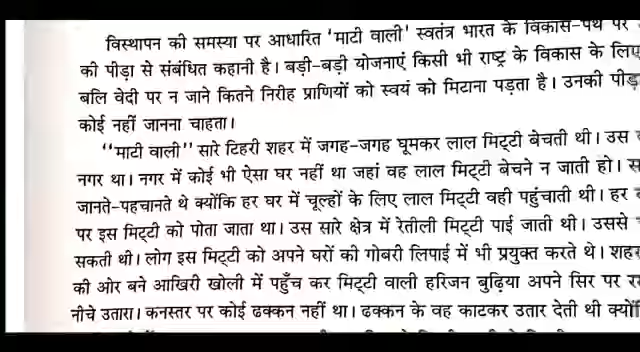 विस्थापन की समस्या पर आधारित 'माटी वाली' स्वतंत्र भारत के विकास-पथ पर
की पीड़ा से संबंधित कहानी है। बड़ी-बड़ी योजनाएं किसी भी राष्ट्र के विकास के लिए
बलि वेदी पर न जाने कितने निरीह प्राणियों को स्वयं को मिटाना पड़ता है। उनकी
कोई नहीं जानना चाहता।
“माटी वाली” सारे टिहरी शहर में जगह-जगह घूमकर लाल मिट्टी बेचती थी। उस
नगर था। नगर में कोई भी ऐसा घर नहीं था जहां वह लाल मिट्टी बेचने न जाती हो।
जानते-पहचानते थे क्योंकि हर घर में चूल्हों के लिए लाल मिट्टी वही पहुंचाती थी। हर
पर इस मिट्टी को पोता जाता था। उस सारे क्षेत्र में रेतीली मिट्टी पाई जाती थी। उससे
सकती थी। लोग इस मिट्टी को अपने घरों की गोबरी लिपाई में भी प्रयुक्त करते थे।
की ओर बने आखिरी खोली में पहुँच कर मिट्टी वाली हरिजन बुढ़िया अपने सिर पर
नीचे उतारा। कनस्तर पर कोई ढक्कन नहीं था। ढक्कन के वह काटकर उतार देती थी